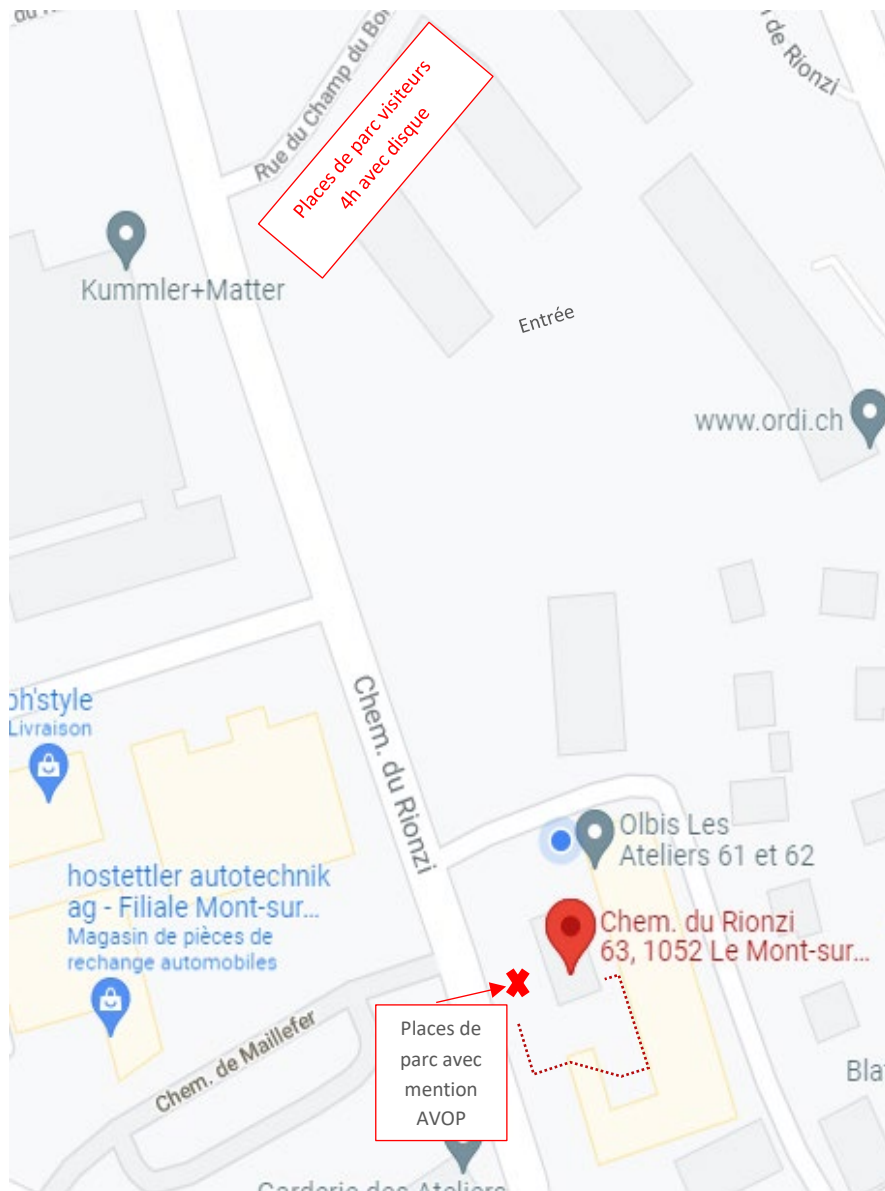 Rue du Champ du
de Rionzi
Places de parc visiteurs
4h avec disque
Kummler+Matter
Entrée
www.ordi.ch
Livraison
Chem. du Rionzi
Olbis Les
Ateliers 61 et 62
hostettler autotechnik
ag - Filiale Mont-sur...
Magasin de pièces de
rechange automobiles
Chem. du Rionzi
63, 1052 Le Mont-sur...
Places de
parc avec
mention
AVOP
Chem. de Maillefer